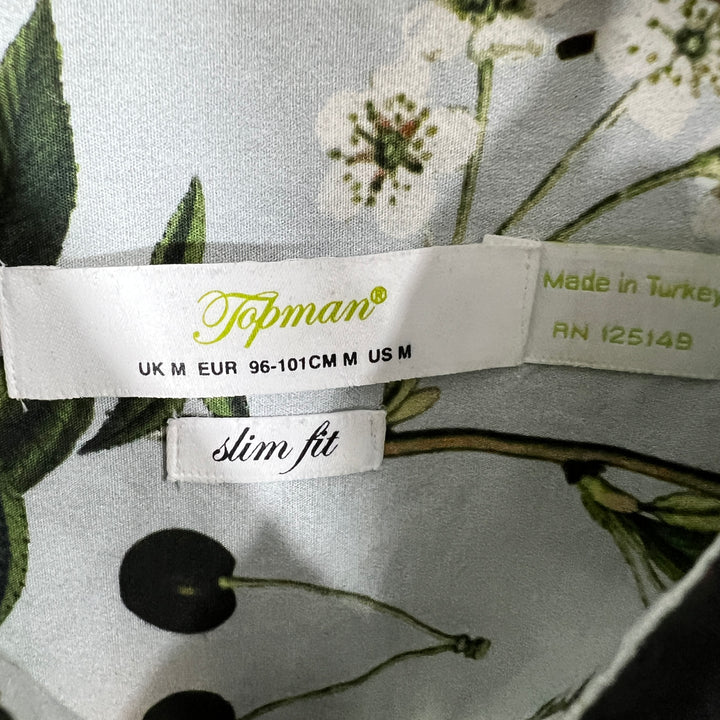 Topman®
UK M EUR 96-101CM M US M
slim fit
Made in Turkey
RN 125149